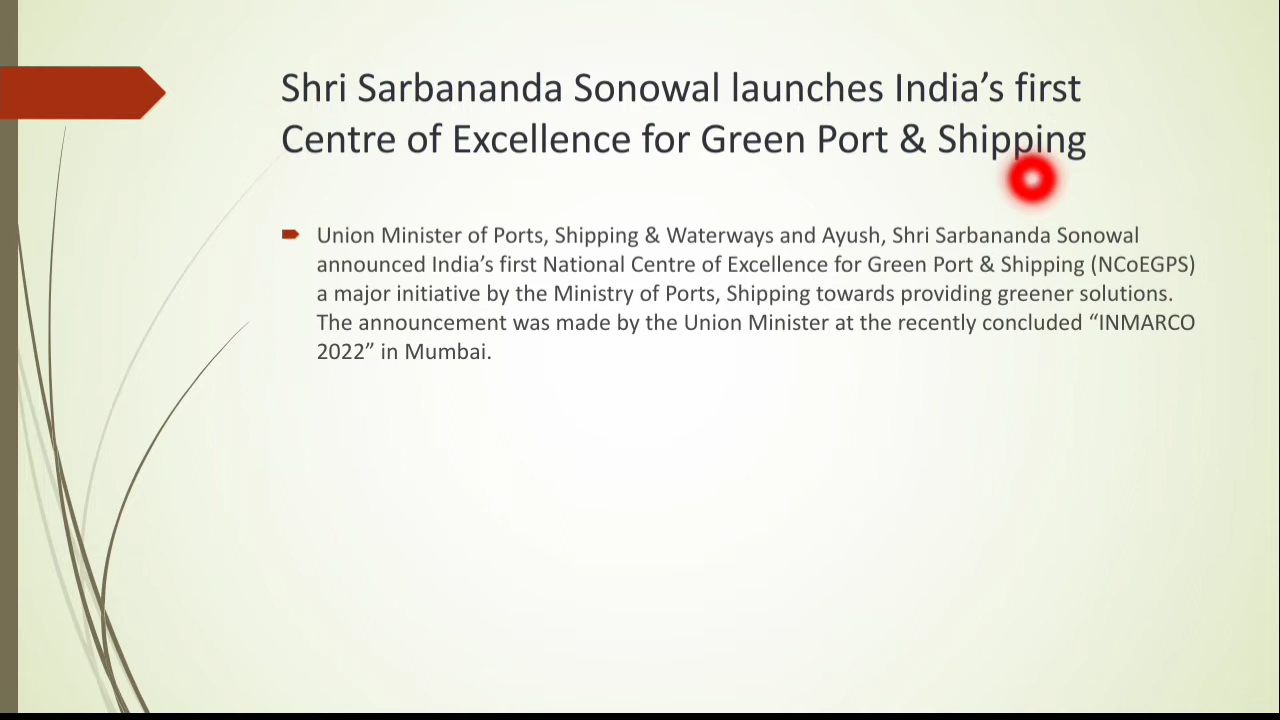 Shri Sarbananda Sonowal launches India’s first
Centre of Excellence for Green Port & Shipping
Union Minister of Ports, Shipping & Waterways and Ayush, Shri Sarbananda Sonowal
announced India’s first National Centre of Excellence for Green Port & Shipping (NCoEGPS)
a major initiative by the Ministry of Ports, Shipping towards providing greener solutions.
The announcement was made by the Union Minister at the recently concluded “INMARCO
2022” in Mumbai.